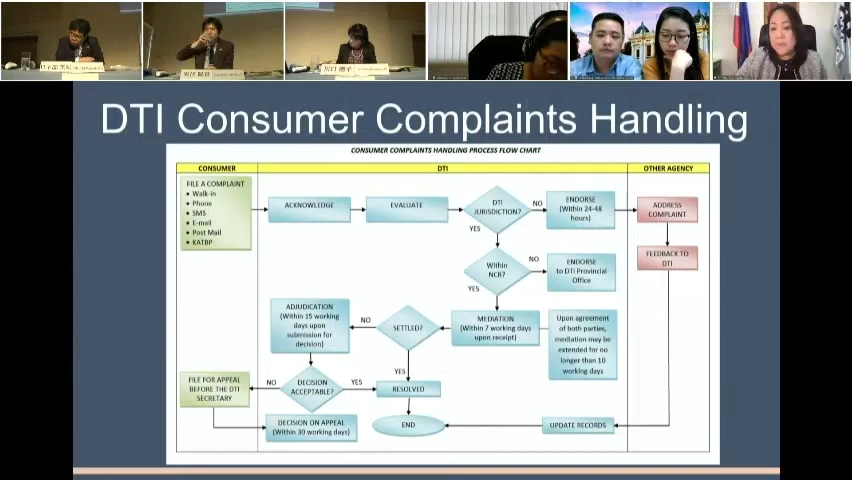 DTI Consumer Complaints Handling
CONSUMER COMPLAINTS HANDLING PROCESS FLOW CHART
CONSUMER
DTI
OTHER AGENCY
FILE A COMPLAINT
• Walk-in
• Phone
• SMS
• E-mail
• Post Mail
• KATBP
ACKNOWLEDGE
EVALUATE
DTI
JURISDICTION?
NO
ENDORSE
(Within 24-48
hours)
ADDRESS
COMPLAINT
YES
FEEDBACK TO
DTI
Within
NCR?
NO
ENDORSE
to DTI Provincial
Office
YES
ADJUDICATION
(Within 15 working
days upon
submission for
decision)
NO
SETTLED?
MEDIATION
(Within 7 working days
upon receipt)
Upon agreement
of both parties,
mediation may be
extended for no
longer than 10
working days
YES
FILE FOR APPEAL
BEFORE THE DTI
SECRETARY
NO
DECISION
ACCEPTABLE?
YES
RESOLVED
DECISION ON APPEAL
(Within 30 working days)
END
UPDATE RECORDS